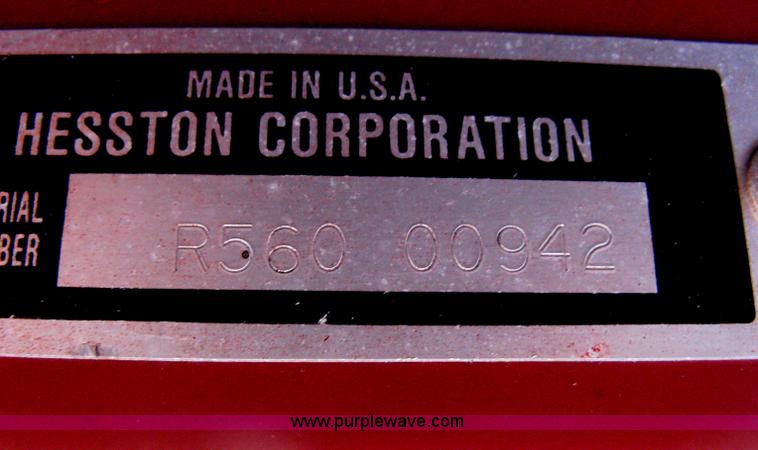 MADE IN U.S.A.
HESSTON CORPORATION
RIAL
BER
R560 00942
www.purplewave.com